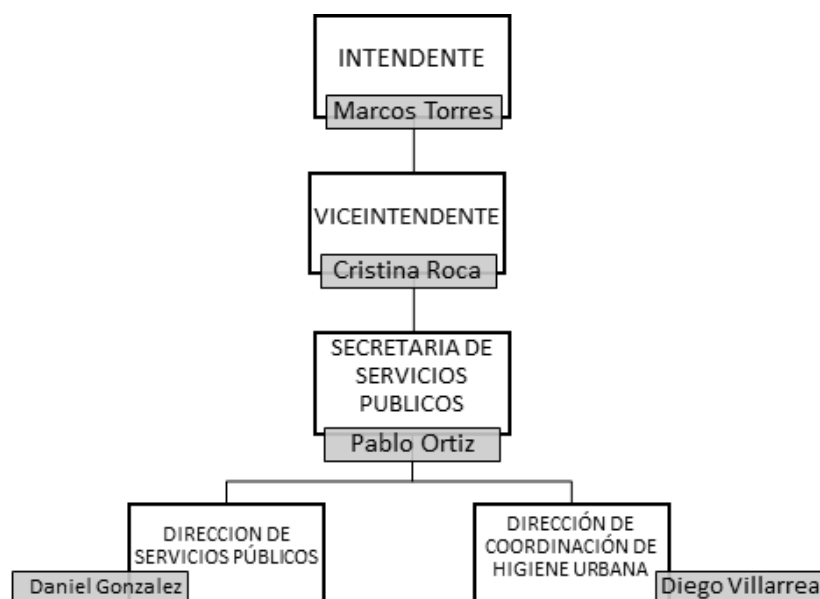 INTENDENTE
Marcos Torres
VICEINTENDENTE
Cristina Roca
SECRETARIA DE
SERVICIOS
PUBLICOS
Pablo Ortiz
DIRECCION DE
SERVICIOS PÚBLICOS
Daniel Gonzalez
DIRECCIÓN DE
COORDINACIÓN DE
HIGIENE URBANA
Diego Villarrea